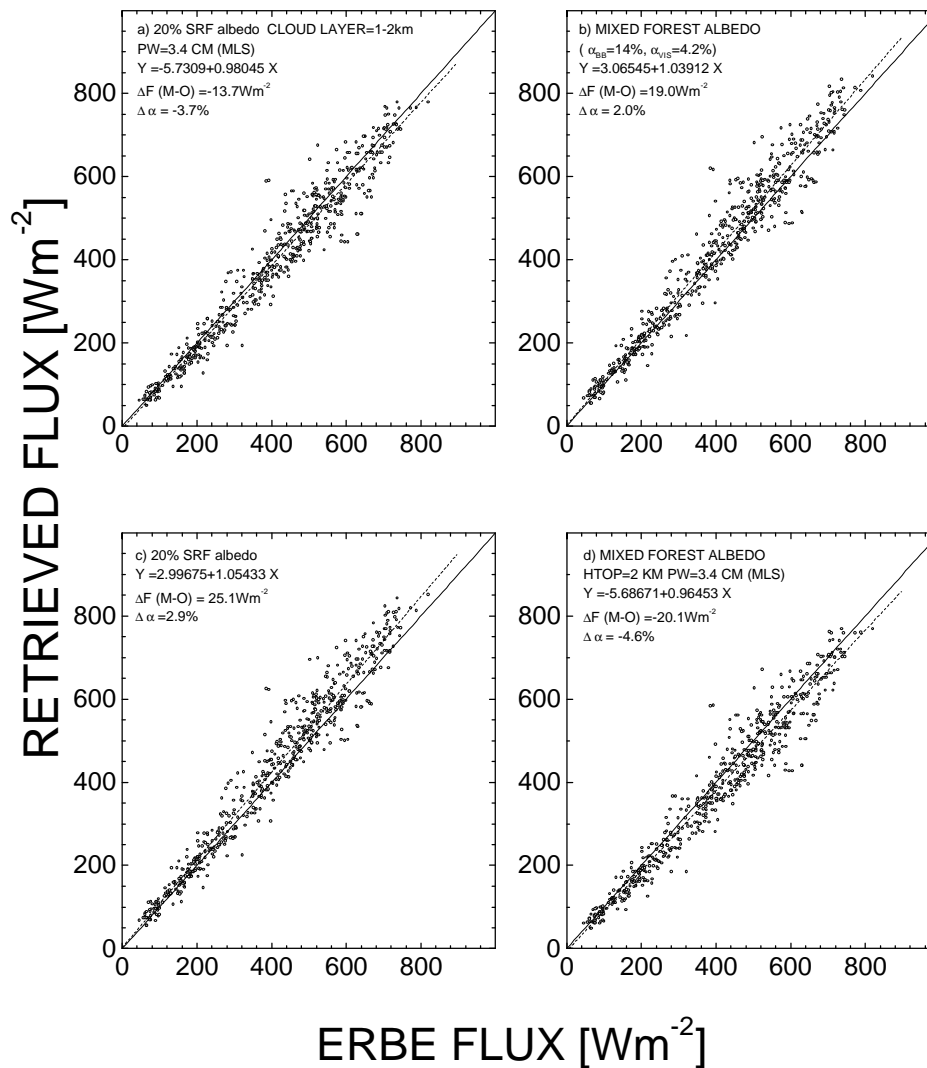 RETRIEVED FLUX [Wm⁻²]
a) 20% SRF albedo CLOUD LAYER=1-2km
PW=3.4 CM (MLS)
Y =-5.7309+0.98045 X
ΔF (M-O) =-13.7Wm⁻²
Δ α = -3.7%
800
600
400
200
0
0 200 400 600 800
b) MIXED FOREST ALBEDO
( α_BB=14%, α_VIS=4.2%)
Y =3.06545+1.03912 X
ΔF (M-O) =19.0Wm⁻²
Δ α = 2.0%
800
600
400
200
0
0 200 400 600 800
c) 20% SRF albedo
Y =2.99675+1.05433 X
ΔF (M-O) = 25.1Wm⁻²
Δ α =2.9%
800
600
400
200
0
0 200 400 600 800
d) MIXED FOREST ALBEDO
HTOP=2 KM PW=3.4 CM (MLS)
Y =-5.68671+0.96453 X
ΔF (M-O) =-20.1Wm⁻²
Δ α = -4.6%
800
600
400
200
0
0 200 400 600 800
ERBE FLUX [Wm⁻²]